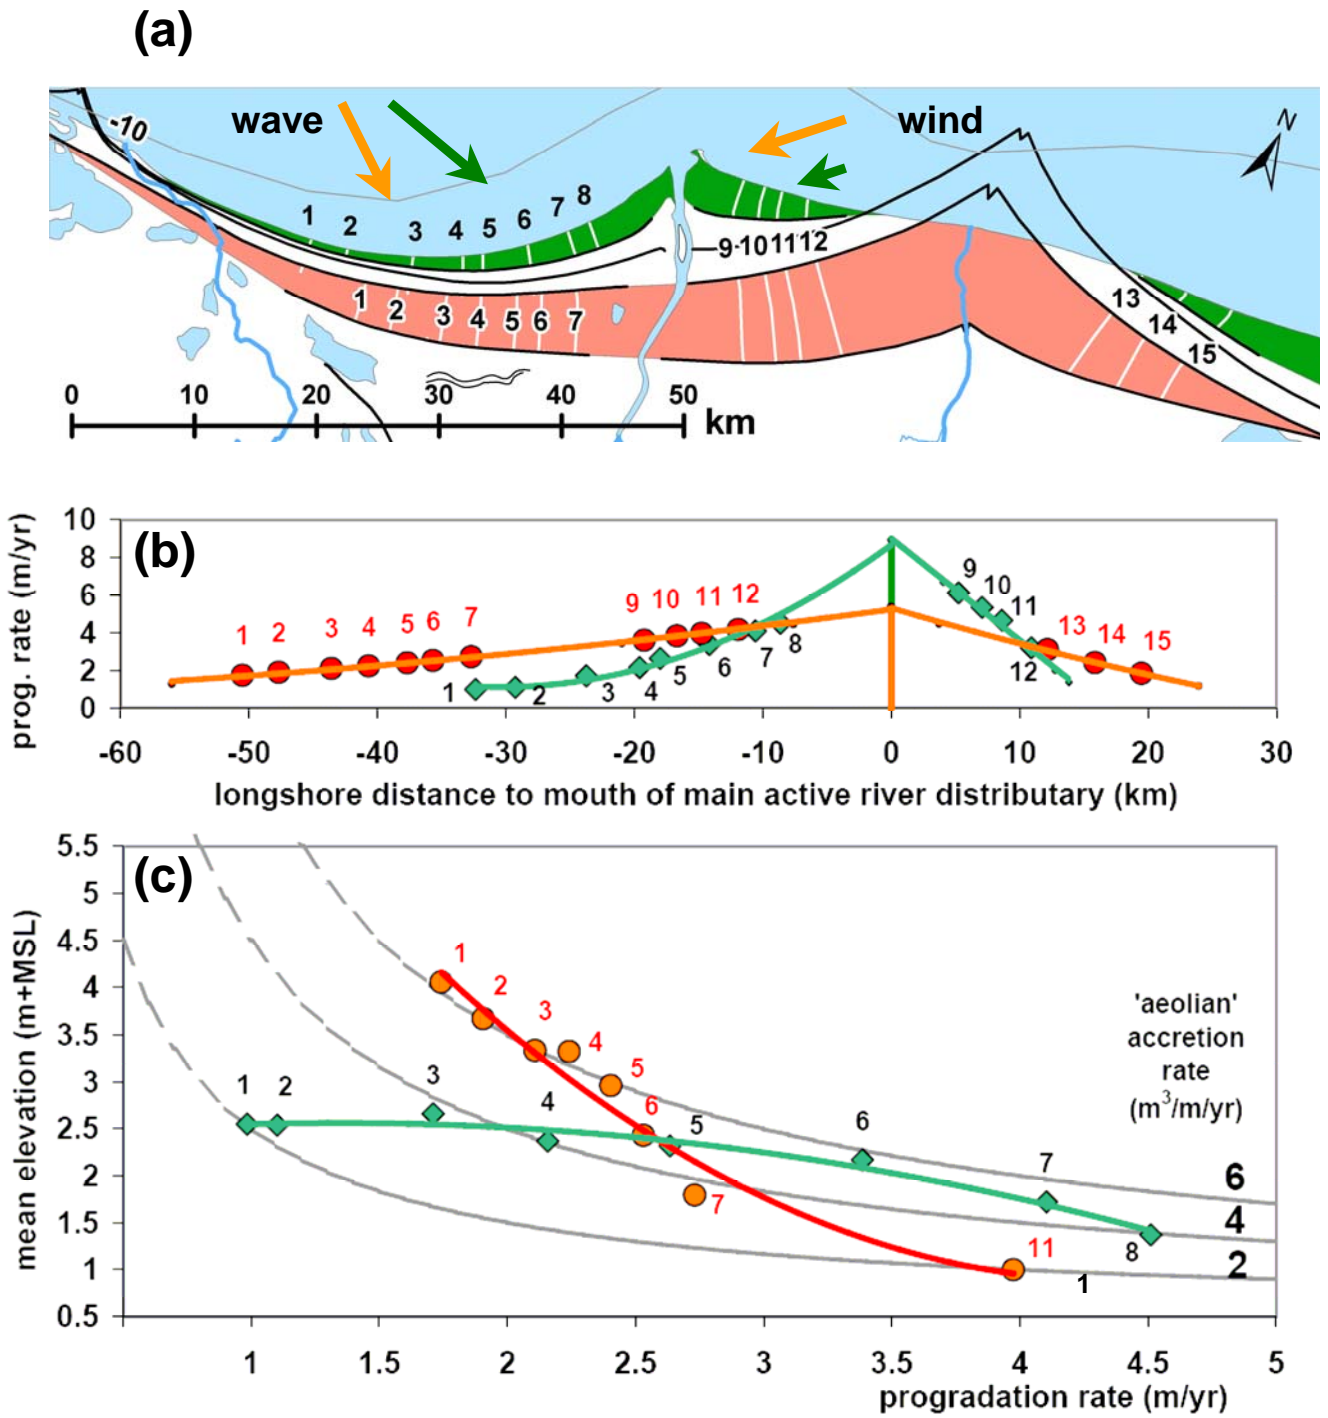 (a)
wave
wind
N
-10
1 2 3 4 5 6 7 8
9 10 11 12
1 2 3 4 5 6 7
13
14
15
0 10 20 30 40 50
km
(b)
prog. rate (m/yr)
10
8
6
4
2
0
1 2 3 4 5 6 7 9 10 11 12 13 14 15
1 2 3 4 5 6 7 8 9 10 11 12
-60 -50 -40 -30 -20 -10 0 10 20 30
longshore distance to mouth of main active river distributary (km)
(c)
mean elevation (m+MSL)
5.5
5
4.5
4
3.5
3
2.5
2
1.5
1
0.5
1 2 3 4 5 6 7 11
1 2 3 4 5 6 7 8
1
'aeolian'
accretion
rate
(m³/m/yr)
6
4
2
1 1.5 2 2.5 3 3.5 4 4.5 5
progradation rate (m/yr)